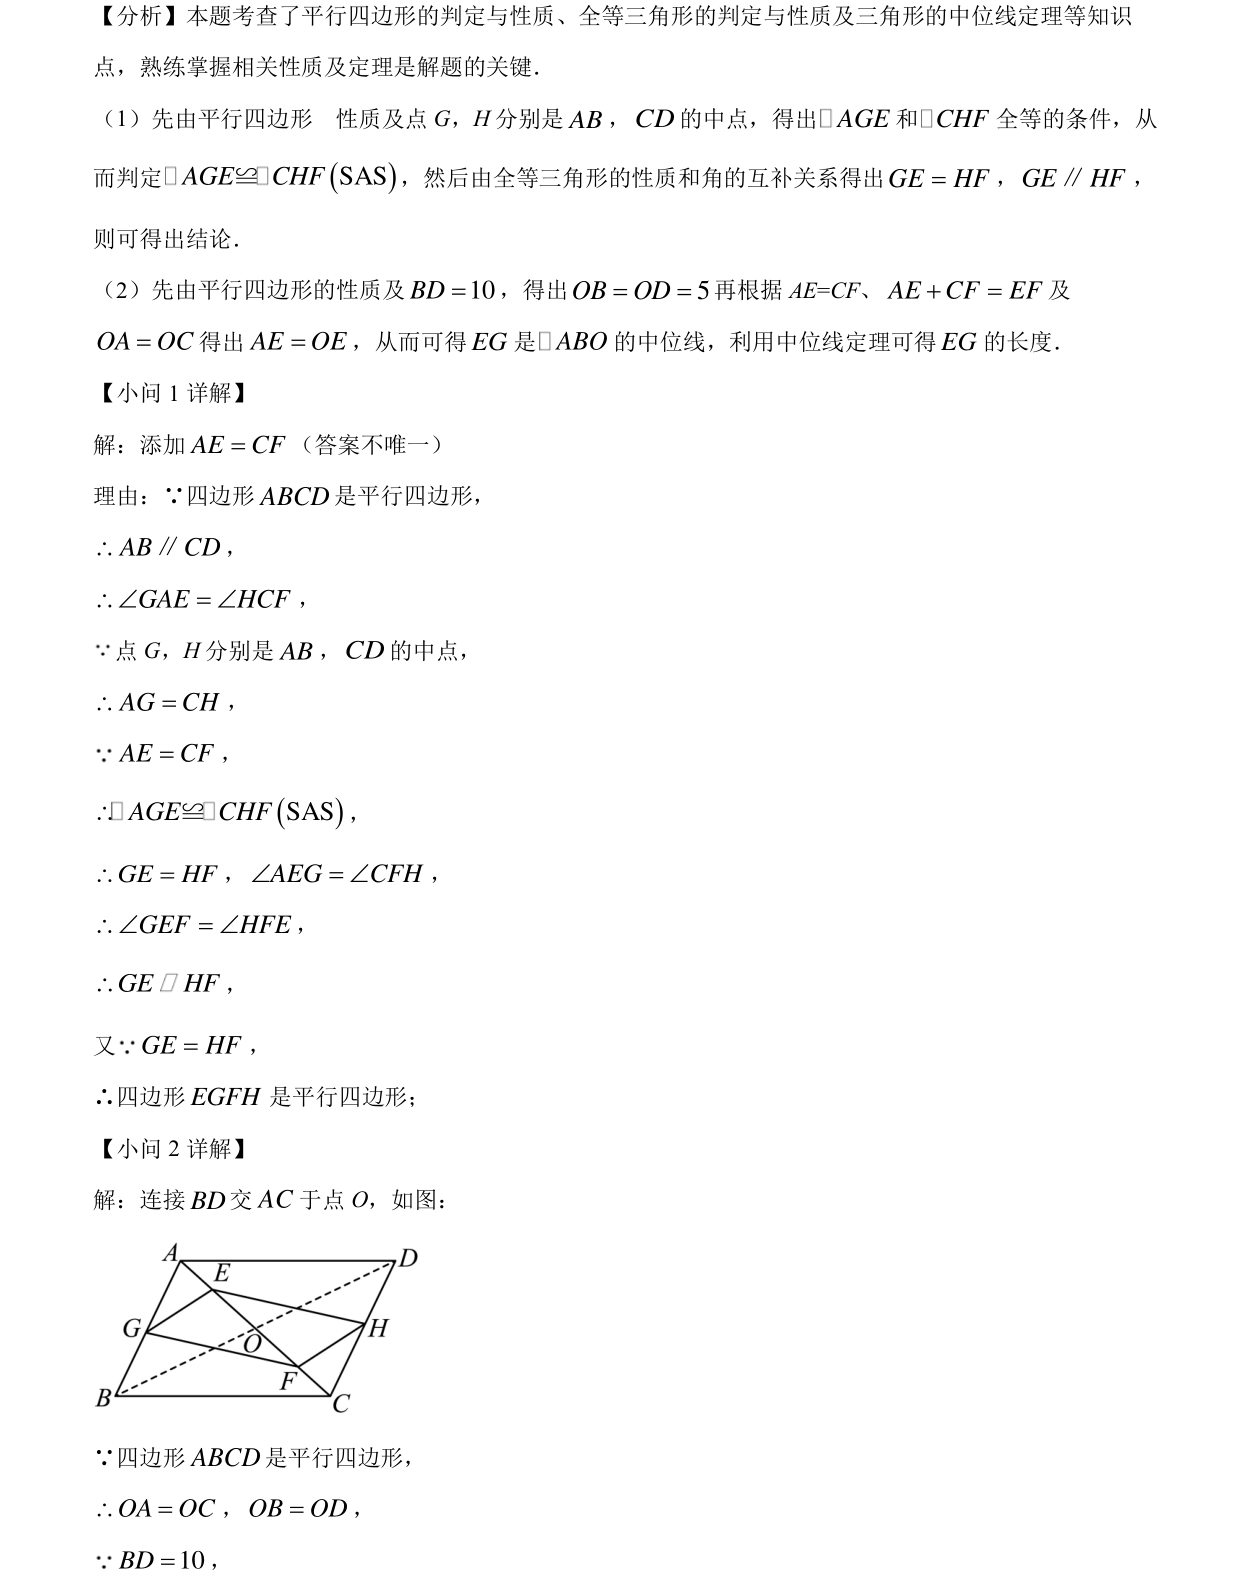 【分析】本题考查了平行四边形的判定与性质、全等三角形的判定与性质及三角形的中位线定理等知识
点，熟练掌握相关性质及定理是解题的关键．
（1）先由平行四边形 性质及点 G，H 分别是 AB，CD 的中点，得出□AGE 和□CHF 全等的条件，从
而判定□AGE≌□CHF(SAS)，然后由全等三角形的性质和角的互补关系得出 GE = HF，GE∥HF，
则可得出结论．
（2）先由平行四边形的性质及 BD = 10，得出 OB = OD = 5 再根据 AE=CF、AE + CF = EF 及
OA = OC 得出 AE = OE，从而可得 EG 是□ABO 的中位线，利用中位线定理可得 EG 的长度．
【小问 1 详解】
解：添加 AE = CF（答案不唯一）
理由：∵四边形 ABCD 是平行四边形，
∴AB∥CD，
∴∠GAE = ∠HCF，
∵点 G，H 分别是 AB，CD 的中点，
∴AG = CH，
∵AE = CF，
∴□AGE≌□CHF(SAS)，
∴GE = HF，∠AEG = ∠CFH，
∴∠GEF = ∠HFE，
∴GE□HF，
又∵GE = HF，
∴四边形 EGFH 是平行四边形；
【小问 2 详解】
解：连接 BD 交 AC 于点 O，如图：
A
D
E
G
H
O
F
B
C
∵四边形 ABCD 是平行四边形，
∴OA = OC，OB = OD，
∵BD = 10，